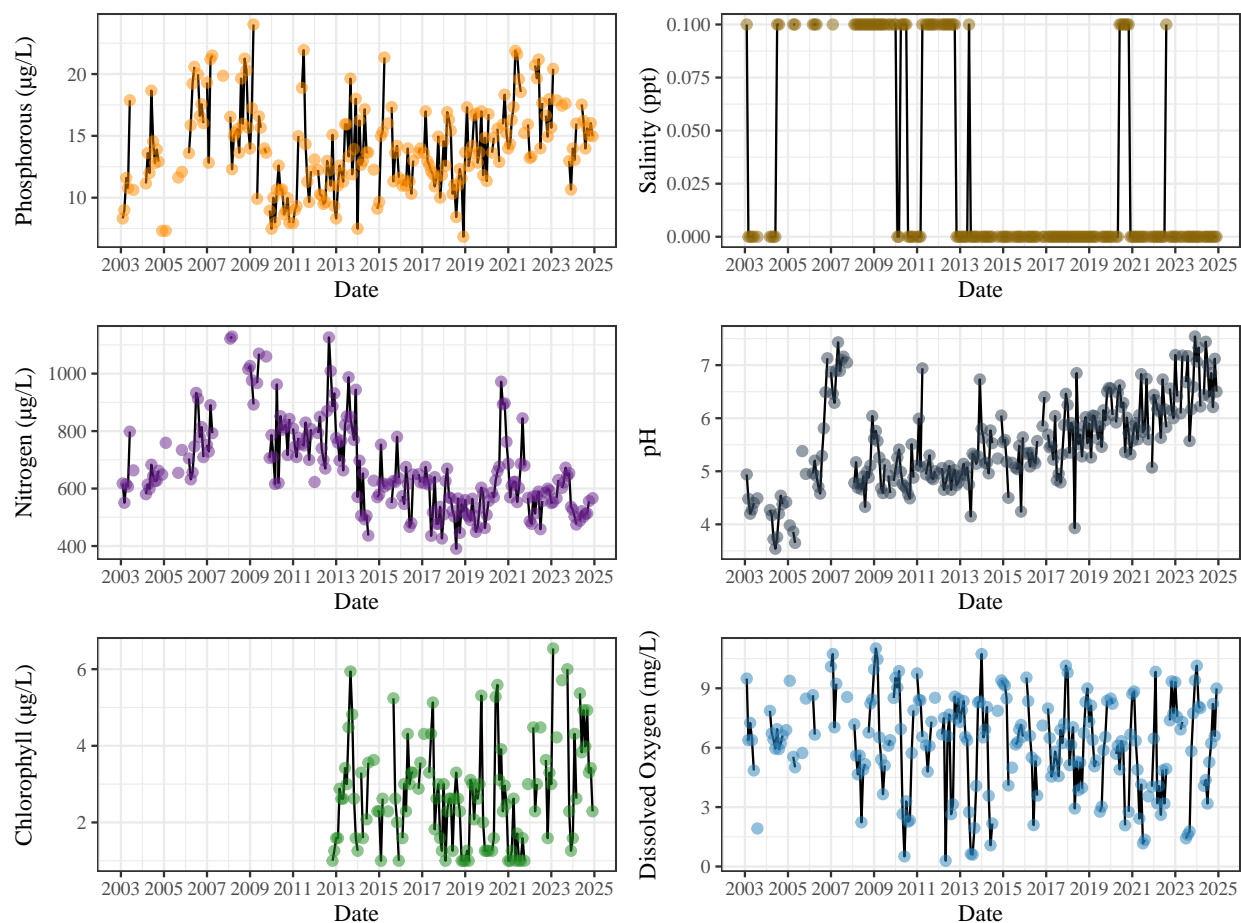 Phosphorous (µg/L)
20
15
10
2003 2005 2007 2009 2011 2013 2015 2017 2019 2021 2023 2025
Date
Salinity (ppt)
0.100
0.075
0.050
0.025
0.000
2003 2005 2007 2009 2011 2013 2015 2017 2019 2021 2023 2025
Date
Nitrogen (µg/L)
1000
800
600
400
2003 2005 2007 2009 2011 2013 2015 2017 2019 2021 2023 2025
Date
pH
7
6
5
4
2003 2005 2007 2009 2011 2013 2015 2017 2019 2021 2023 2025
Date
Chlorophyll (µg/L)
6
4
2
2003 2005 2007 2009 2011 2013 2015 2017 2019 2021 2023 2025
Date
Dissolved Oxygen (mg/L)
9
6
3
0
2003 2005 2007 2009 2011 2013 2015 2017 2019 2021 2023 2025
Date